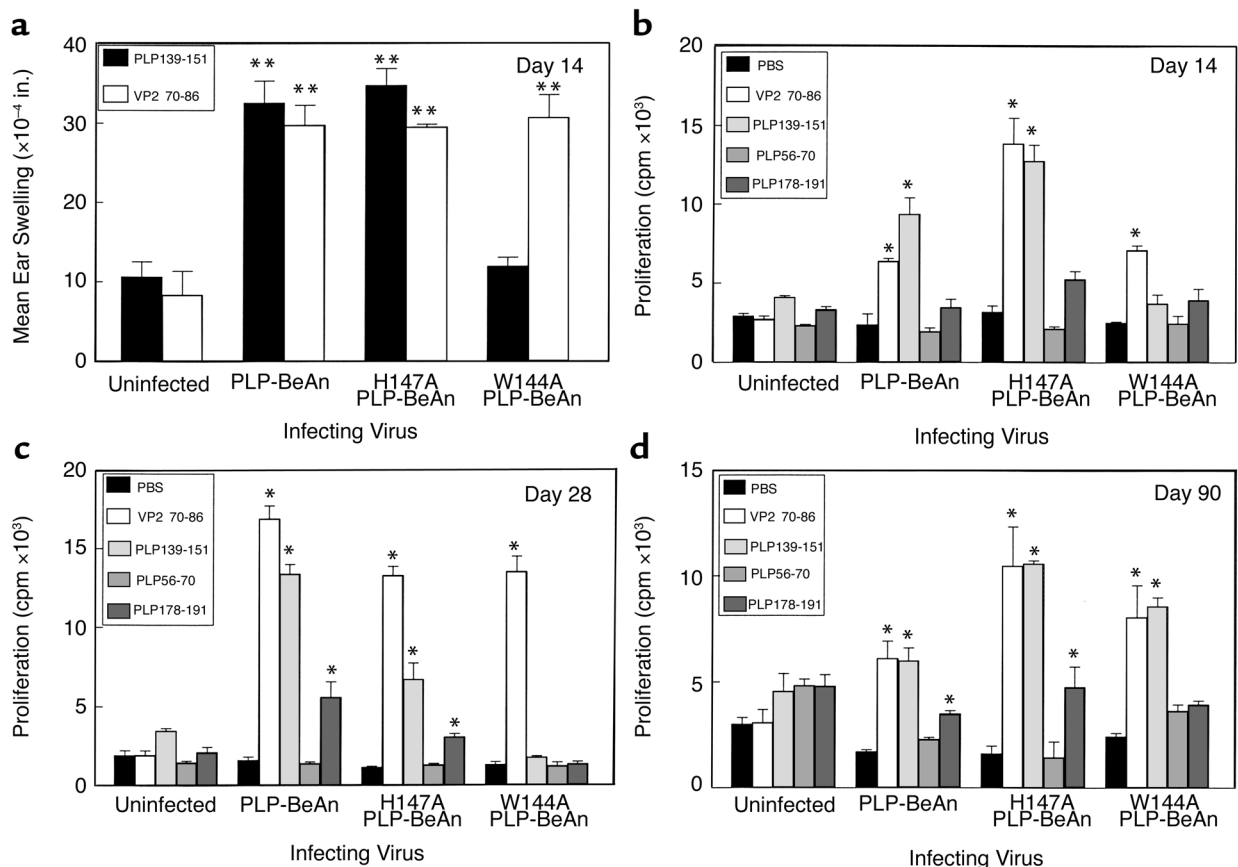 a
40
30
20
10
0
Mean Ear Swelling (×10⁻⁴ in.)
PLP139-151
VP2 70-86
Day 14
** ** ** ** **
Uninfected
PLP-BeAn
H147A
PLP-BeAn
W144A
PLP-BeAn
Infecting Virus
b
20
15
10
5
0
Proliferation (cpm ×10³)
PBS
VP2 70-86
PLP139-151
PLP56-70
PLP178-191
Day 14
* * * * *
Uninfected
PLP-BeAn
H147A
PLP-BeAn
W144A
PLP-BeAn
Infecting Virus
c
20
15
10
5
0
Proliferation (cpm ×10³)
PBS
VP2 70-86
PLP139-151
PLP56-70
PLP178-191
Day 28
* * * * * * *
Uninfected
PLP-BeAn
H147A
PLP-BeAn
W144A
PLP-BeAn
Infecting Virus
d
15
10
5
0
Proliferation (cpm ×10³)
PBS
VP2 70-86
PLP139-151
PLP56-70
PLP178-191
Day 90
* * * * * * * *
Uninfected
PLP-BeAn
H147A
PLP-BeAn
W144A
PLP-BeAn
Infecting Virus